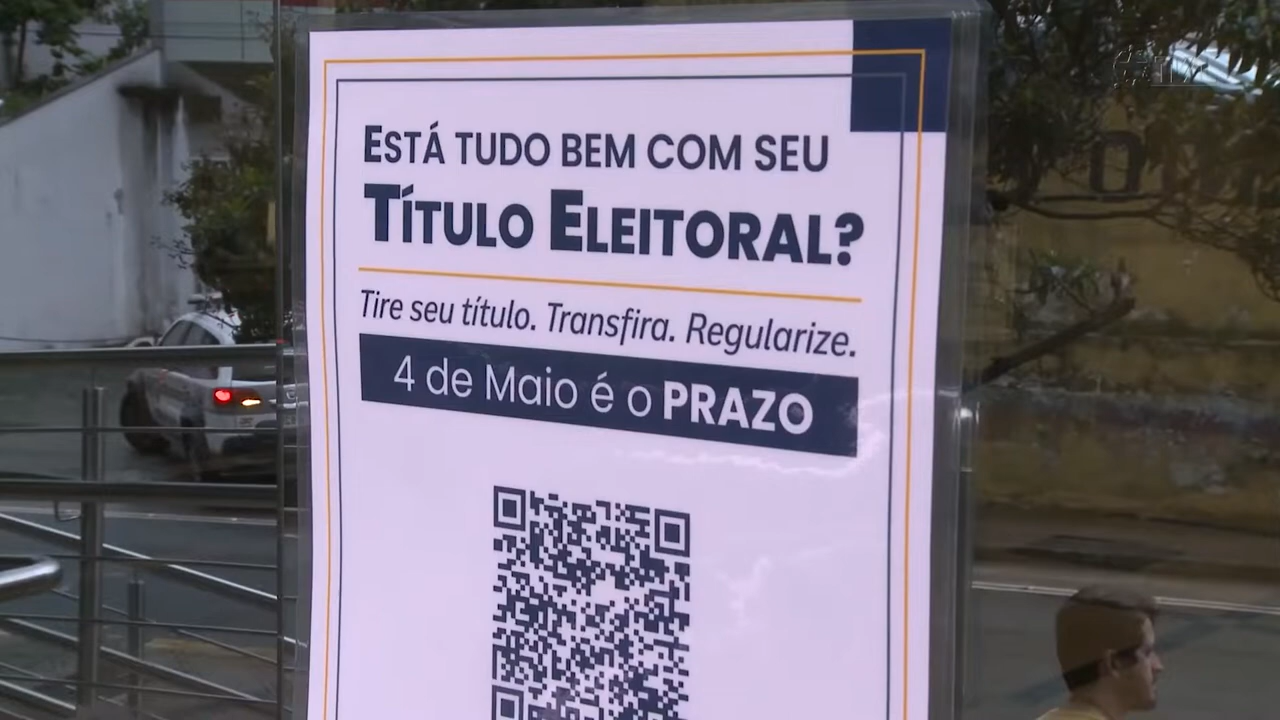 ESTÁ TUDO BEM COM SEU
TÍTULO ELEITORAL?
Tire seu título. Transfira. Regularize.
4 de Maio é o PRAZO